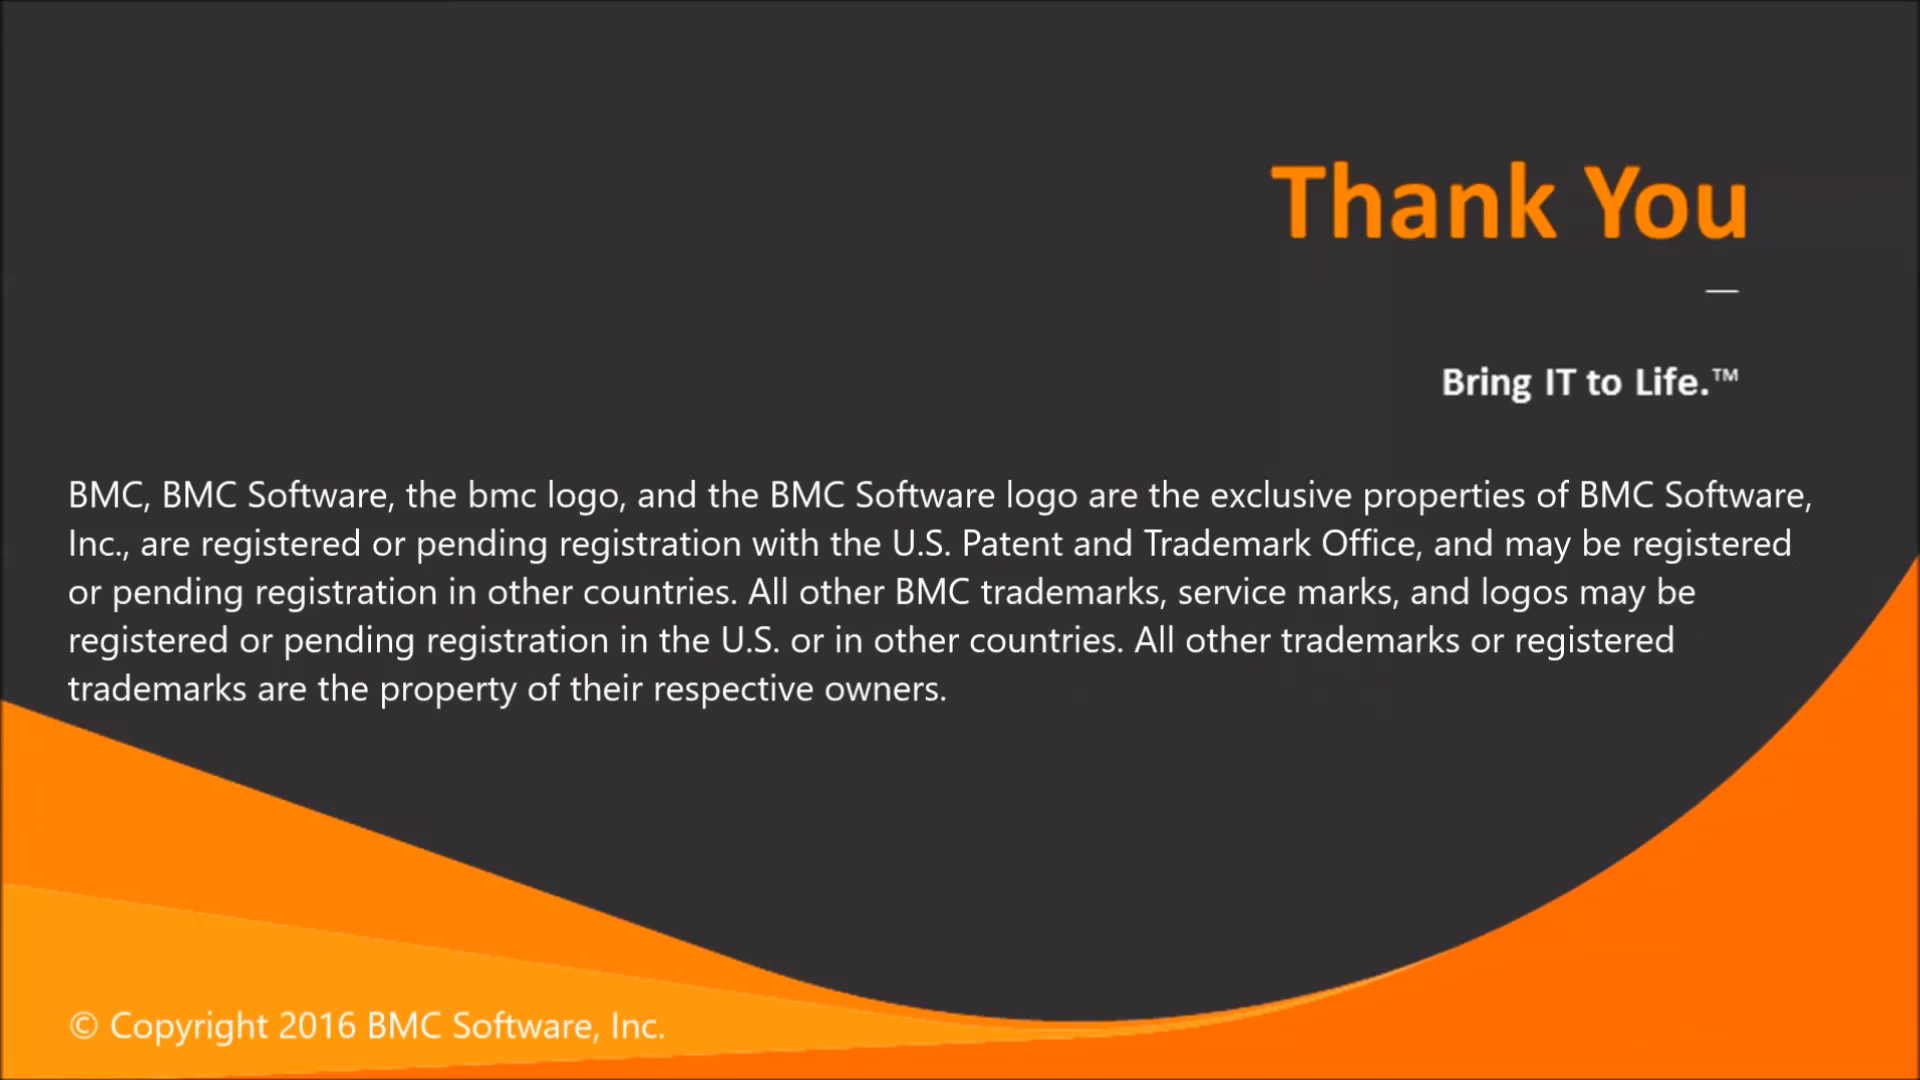 Thank You
—
Bring IT to Life.™
BMC, BMC Software, the bmc logo, and the BMC Software logo are the exclusive properties of BMC Software,
Inc., are registered or pending registration with the U.S. Patent and Trademark Office, and may be registered
or pending registration in other countries. All other BMC trademarks, service marks, and logos may be
registered or pending registration in the U.S. or in other countries. All other trademarks or registered
trademarks are the property of their respective owners.
© Copyright 2016 BMC Software, Inc.